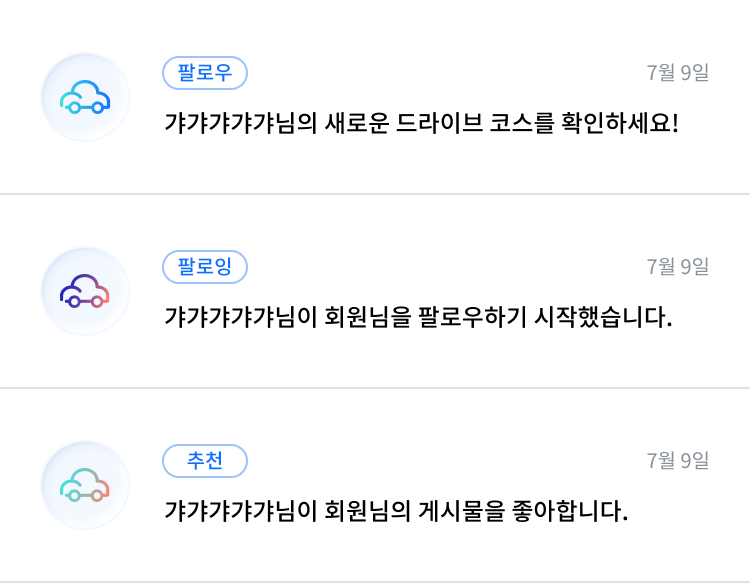 팔로우
7월 9일
갸갸갸갸갸님의 새로운 드라이브 코스를 확인하세요!
팔로잉
7월 9일
갸갸갸갸갸님이 회원님을 팔로우하기 시작했습니다.
추천
7월 9일
갸갸갸갸갸님이 회원님의 게시물을 좋아합니다.